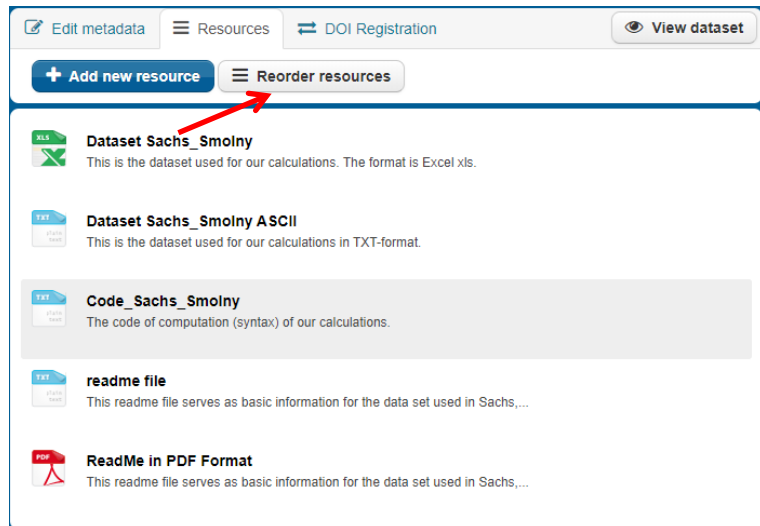 Edit metadata
Resources
DOI Registration
View dataset
Add new resource
Reorder resources
XLS
Dataset Sachs_Smolny
This is the dataset used for our calculations. The format is Excel xls.
TXT
Dataset Sachs_Smolny ASCII
This is the dataset used for our calculations in TXT-format.
TXT
Code_Sachs_Smolny
The code of computation (syntax) of our calculations.
TXT
readme file
This readme file serves as basic information for the data set used in Sachs,...
PDF
ReadMe in PDF Format
This readme file serves as basic information for the data set used in Sachs,...